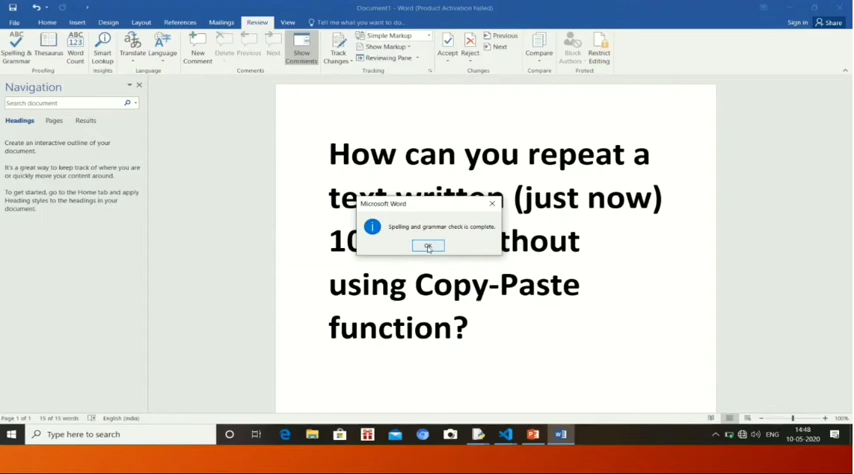 Document1 - Word (Product Activation Failed)
File Home Insert Design Layout References Mailings Review View Tell me what you want to do... Sign in Share
Spelling & Grammar Thesaurus Word Count Smart Lookup Translate Language New Comment Delete Previous Next Show Comments Track Changes Simple Markup Show Markup Reviewing Pane Accept Reject Previous Next Compare Block Authors Restrict Editing
Proofing Insights Language Comments Tracking Changes Compare Protect
Navigation
Search document
Headings Pages Results
Create an interactive outline of your
document.
It's a great way to keep track of where you are
or quickly move your content around.
To get started, go to the Home tab and apply
Heading styles to the headings in your
document.
How can you repeat a
text written (just now)
using Copy-Paste
function?
Microsoft Word
Spelling and grammar check is complete.
OK
Page 1 of 1 15 of 15 words English (India) 100%
Type here to search
ENG
14:48
10-05-2020